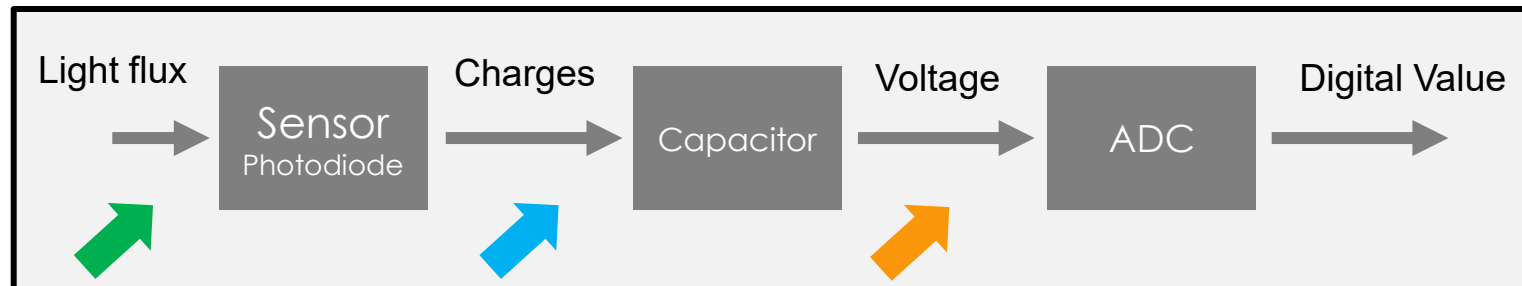 Light flux
Sensor
Photodiode
Charges
Capacitor
Voltage
ADC
Digital Value